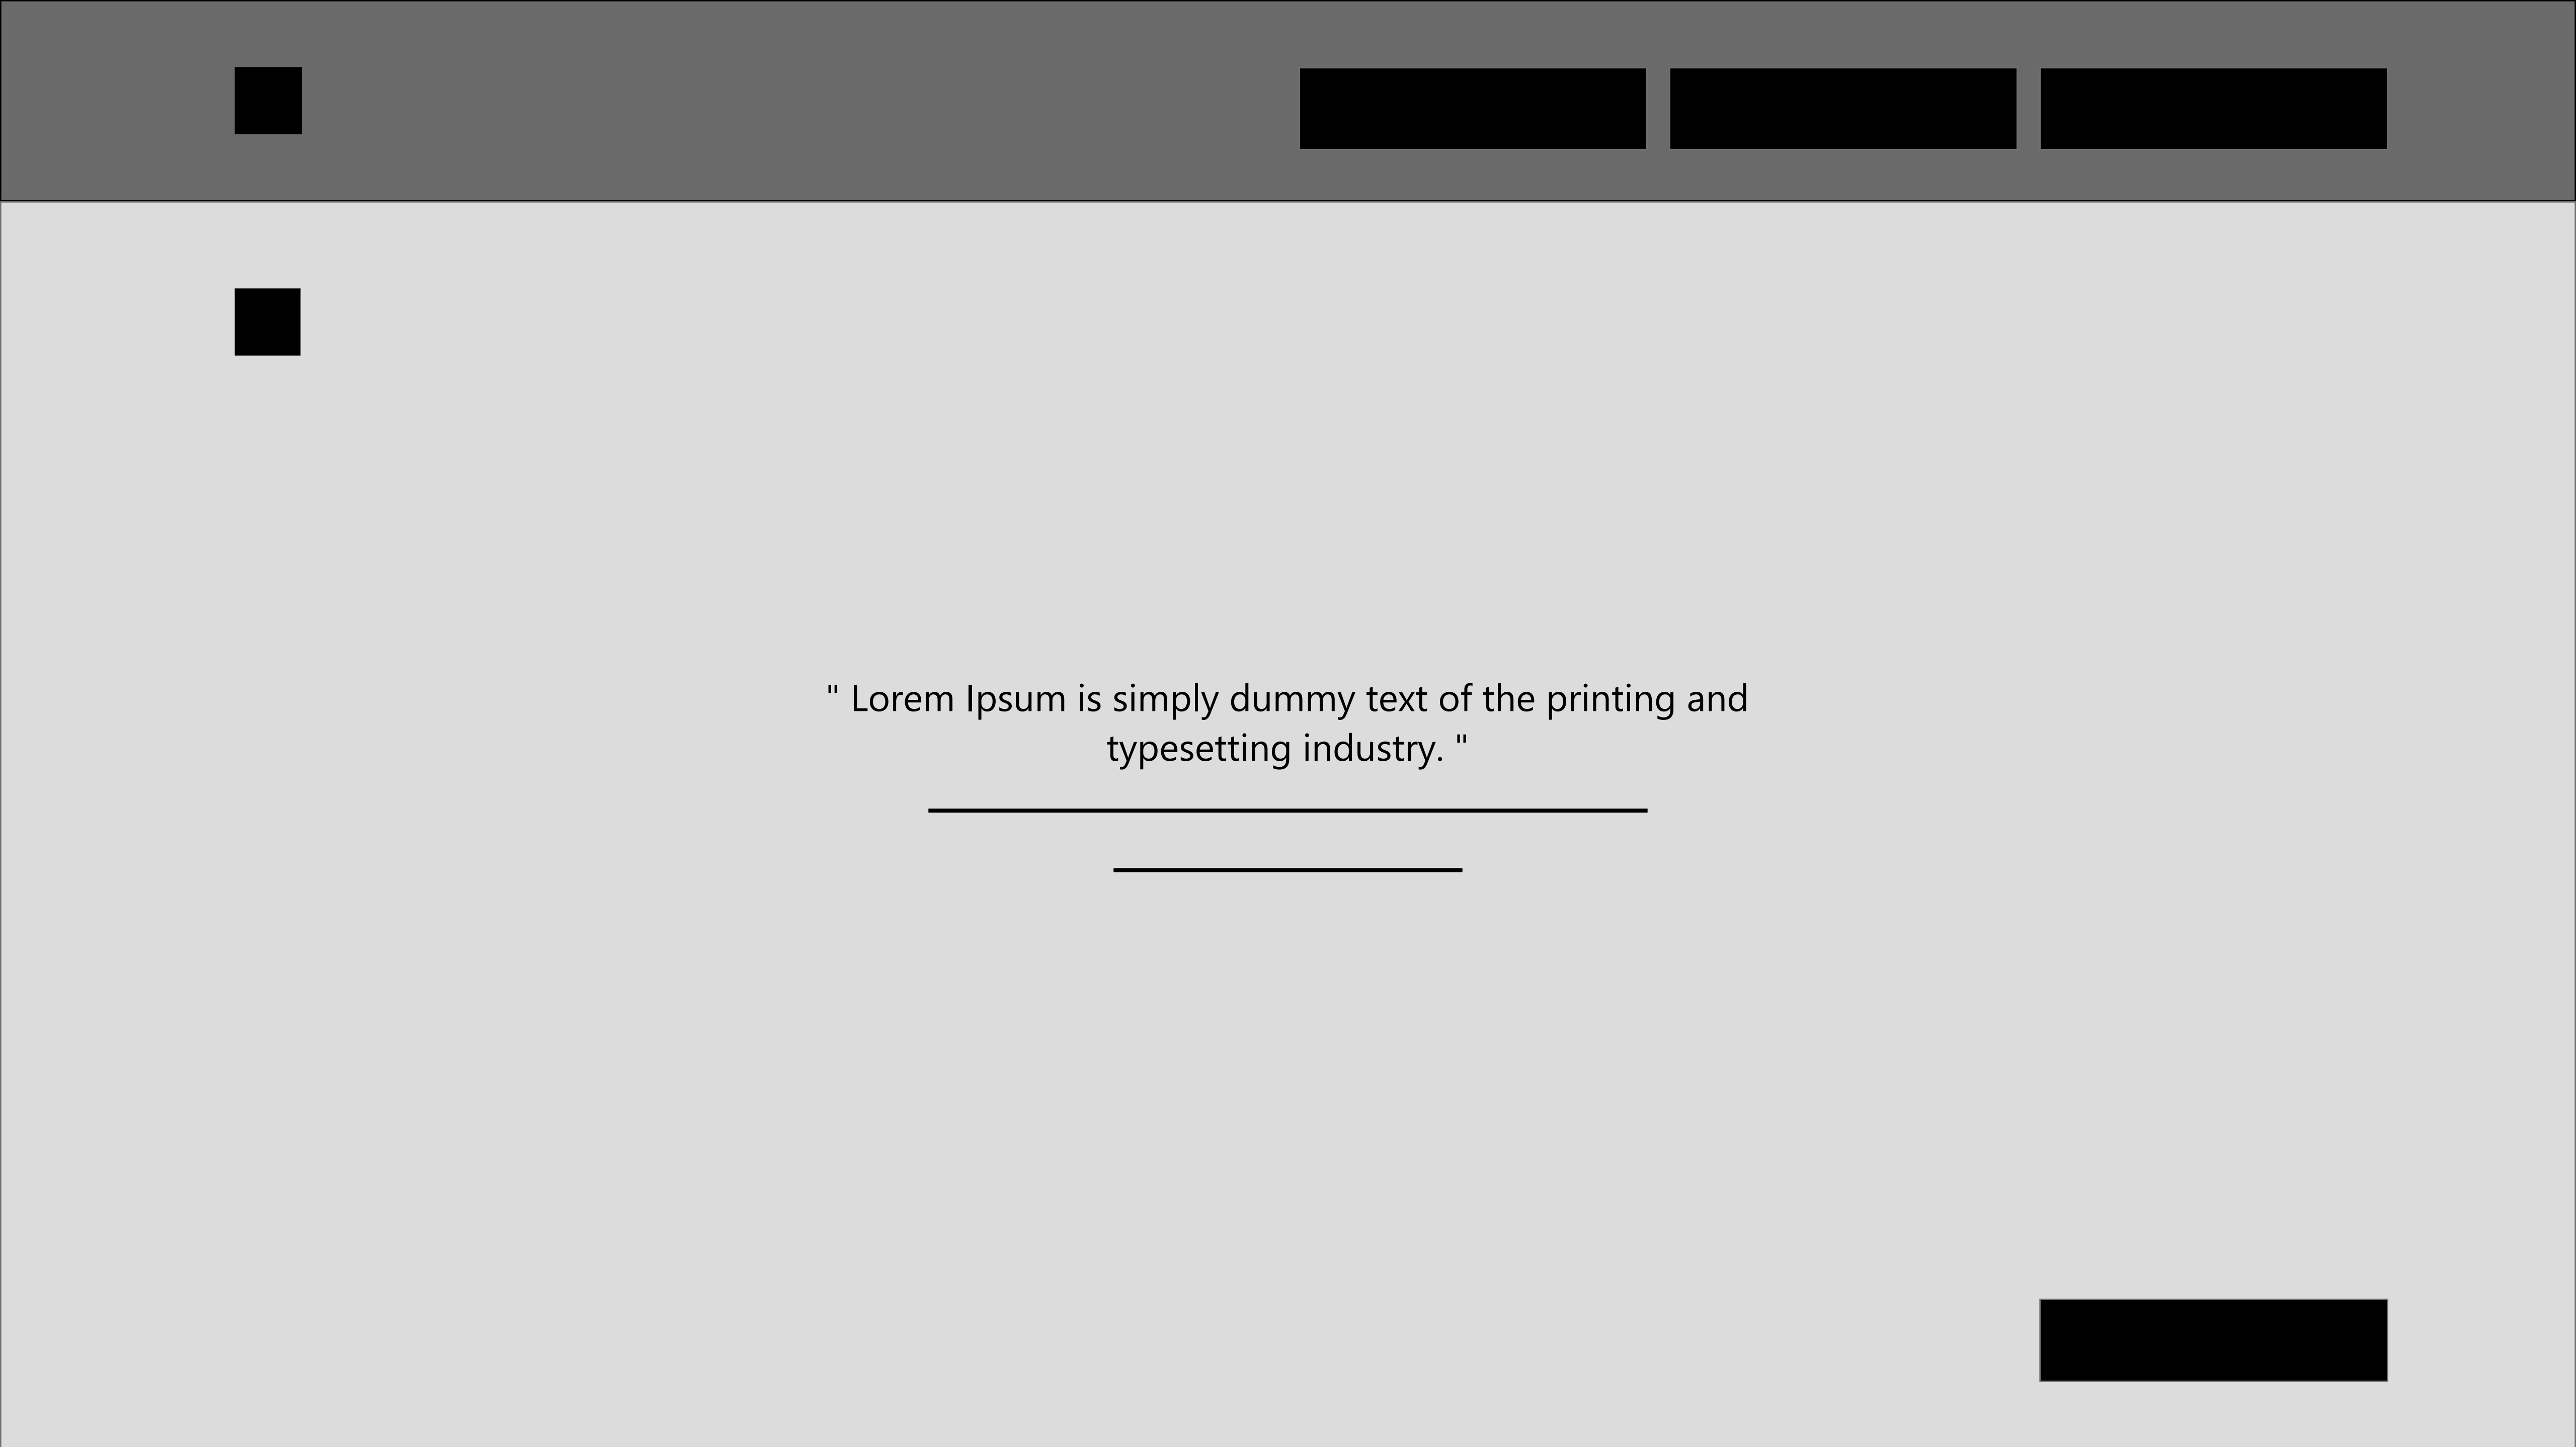 " Lorem Ipsum is simply dummy text of the printing and
typesetting industry. "